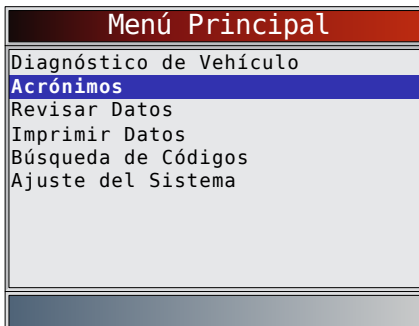 Menú Principal
Diagnóstico de Vehículo
Acrónimos
Revisar Datos
Imprimir Datos
Búsqueda de Códigos
Ajuste del Sistema